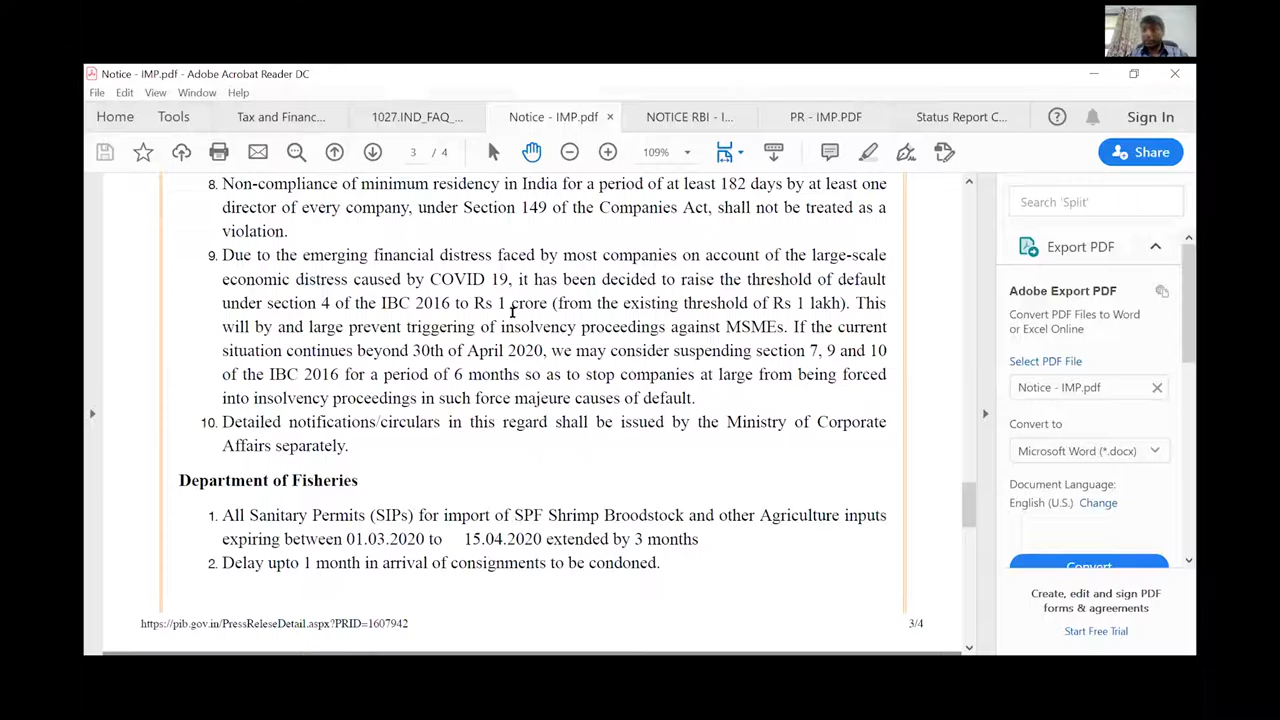 Notice - IMP.pdf - Adobe Acrobat Reader DC
File Edit View Window Help
Home Tools Tax and Financ... 1027.IND_FAQ_... Notice - IMP.pdf × NOTICE RBI - I... PR - IMP.PDF Status Report C... Sign In
3 / 4 109% Share
8. Non-compliance of minimum residency in India for a period of at least 182 days by at least one
director of every company, under Section 149 of the Companies Act, shall not be treated as a
violation.
9. Due to the emerging financial distress faced by most companies on account of the large-scale
economic distress caused by COVID 19, it has been decided to raise the threshold of default
under section 4 of the IBC 2016 to Rs 1 crore (from the existing threshold of Rs 1 lakh). This
will by and large prevent triggering of insolvency proceedings against MSMEs. If the current
situation continues beyond 30th of April 2020, we may consider suspending section 7, 9 and 10
of the IBC 2016 for a period of 6 months so as to stop companies at large from being forced
into insolvency proceedings in such force majeure causes of default.
10. Detailed notifications/circulars in this regard shall be issued by the Ministry of Corporate
Affairs separately.
Department of Fisheries
1. All Sanitary Permits (SIPs) for import of SPF Shrimp Broodstock and other Agriculture inputs
expiring between 01.03.2020 to 15.04.2020 extended by 3 months
2. Delay upto 1 month in arrival of consignments to be condoned.
https://pib.gov.in/PressReleseDetail.aspx?PRID=1607942 3/4
Search 'Split'
Export PDF
Adobe Export PDF
Convert PDF Files to Word
or Excel Online
Select PDF File
Notice - IMP.pdf
Convert to
Microsoft Word (*.docx)
Document Language:
English (U.S.) Change
Convert
Create, edit and sign PDF
forms & agreements
Start Free Trial